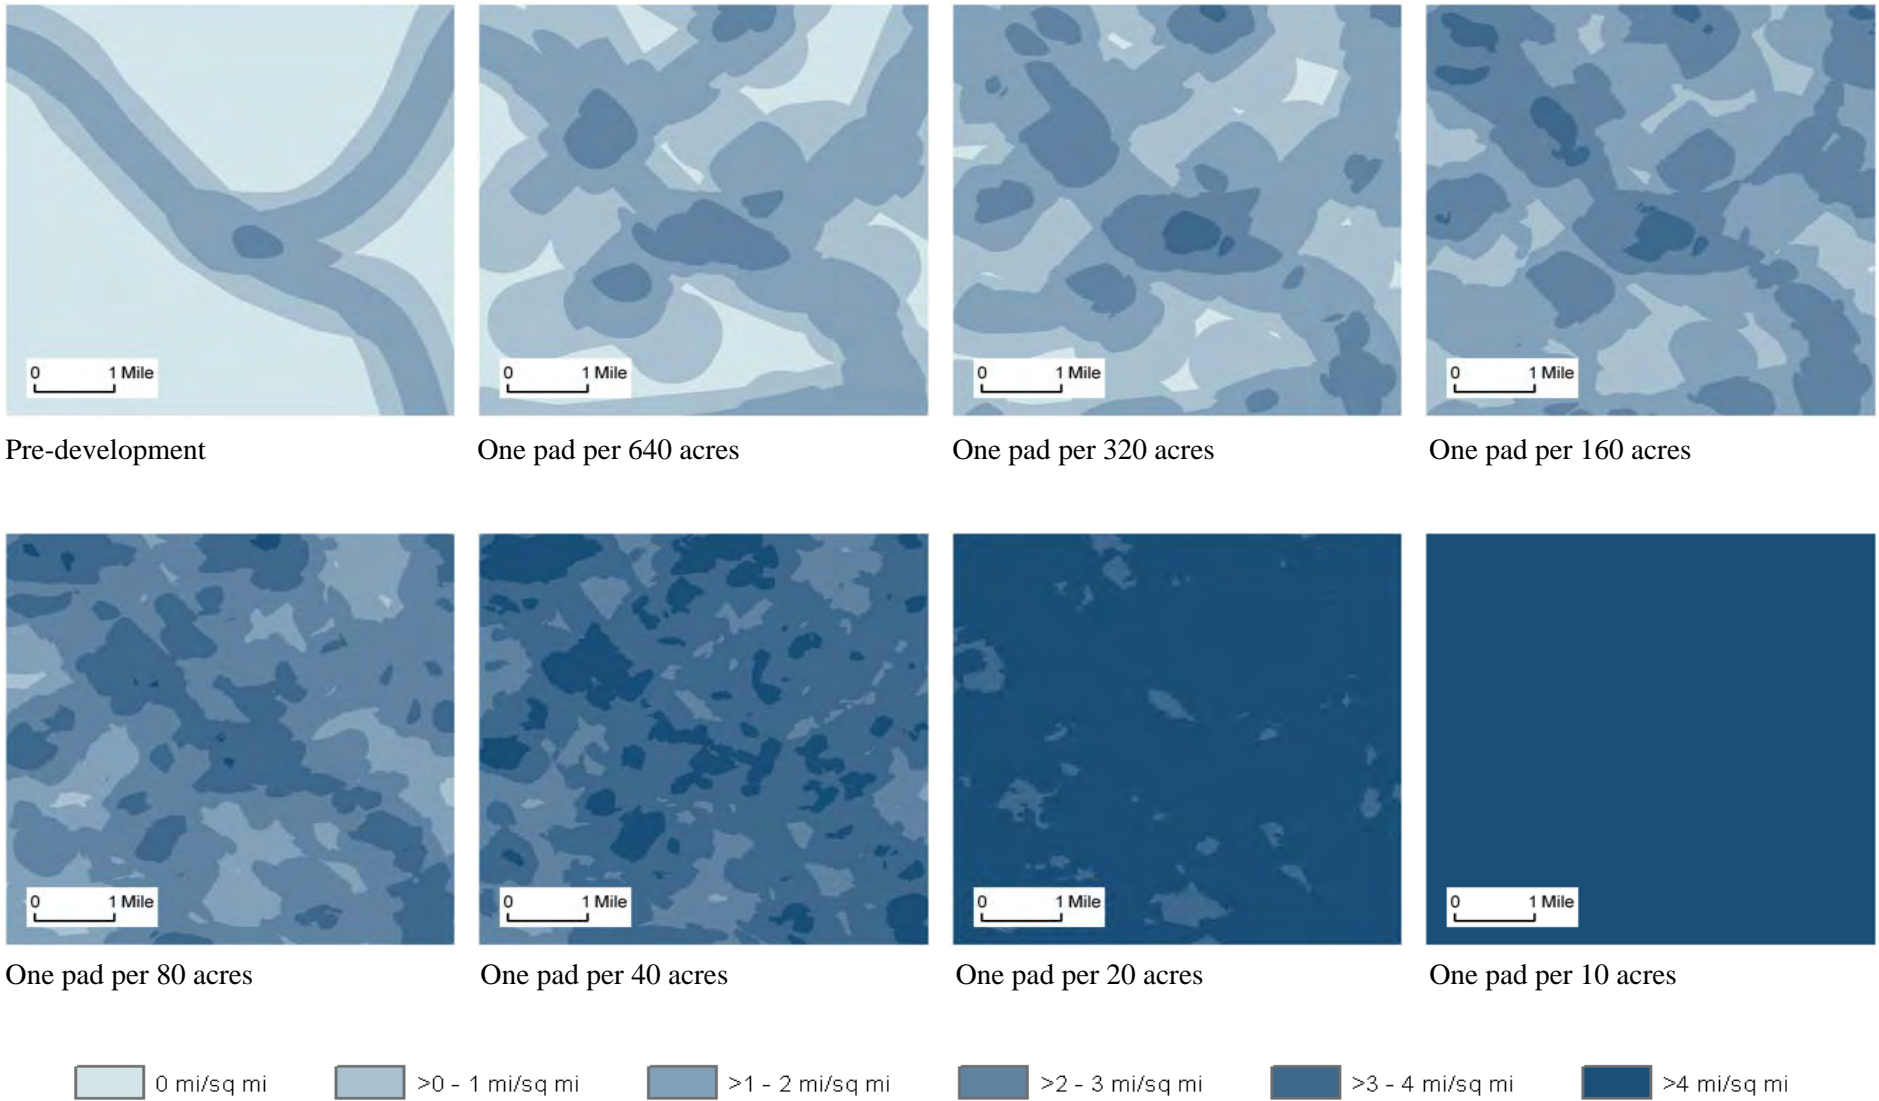 0 1 Mile
0 1 Mile
0 1 Mile
0 1 Mile
Pre-development
One pad per 640 acres
One pad per 320 acres
One pad per 160 acres
0 1 Mile
0 1 Mile
0 1 Mile
0 1 Mile
One pad per 80 acres
One pad per 40 acres
One pad per 20 acres
One pad per 10 acres
0 mi/sq mi
>0 - 1 mi/sq mi
>1 - 2 mi/sq mi
>2 - 3 mi/sq mi
>3 - 4 mi/sq mi
>4 mi/sq mi